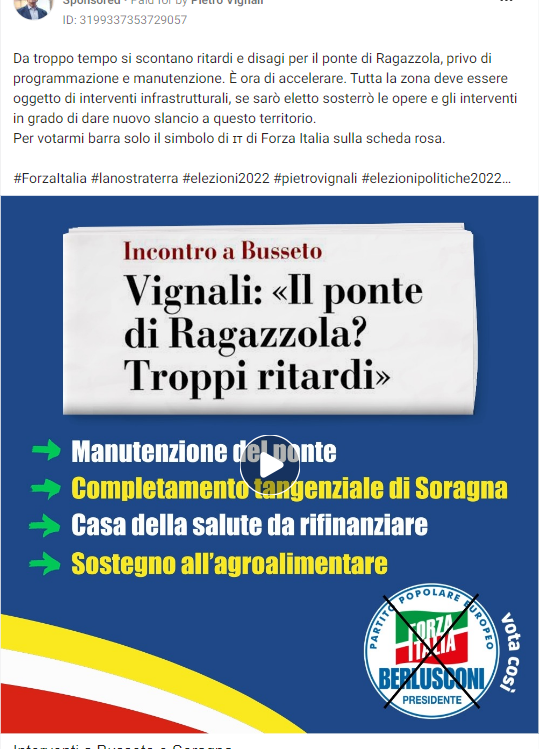 Sponsored • Paid for by Pietro Vignali
ID: 3199337353729057
Da troppo tempo si scontano ritardi e disagi per il ponte di Ragazzola, privo di
programmazione e manutenzione. È ora di accelerare. Tutta la zona deve essere
oggetto di interventi infrastrutturali, se sarò eletto sosterrò le opere e gli interventi
in grado di dare nuovo slancio a questo territorio.
Per votarmi barra solo il simbolo di IT di Forza Italia sulla scheda rosa.
#ForzaItalia #lanostraterra #elezioni2022 #pietrovignali #elezionipolitiche2022...
Incontro a Busseto
Vignali: «Il ponte
di Ragazzola?
Troppi ritardi»
Manutenzione del ponte
Completamento tangenziale di Soragna
Casa della salute da rifinanziare
Sostegno all'agroalimentare
PARTITO POPOLARE EUROPEO
FORZA
ITALIA
BERLUSCONI
PRESIDENTE
vota così
Interventi a Busseto e Soragna